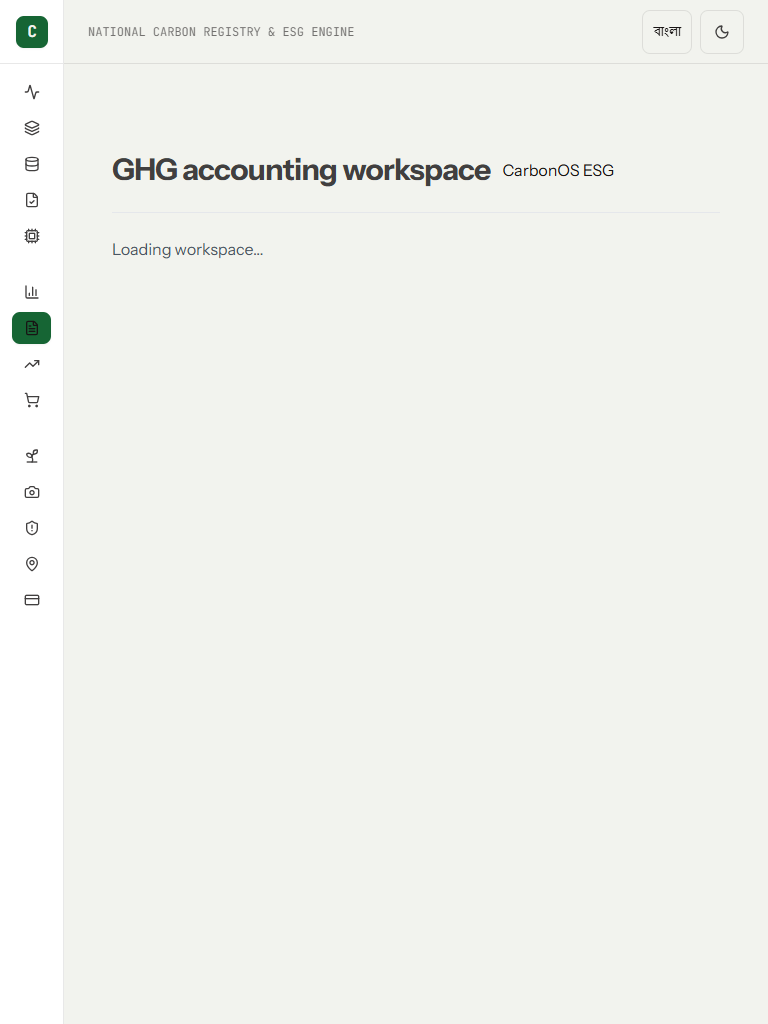 C
NATIONAL CARBON REGISTRY & ESG ENGINE
বাংলা
GHG accounting workspace CarbonOS ESG
Loading workspace...